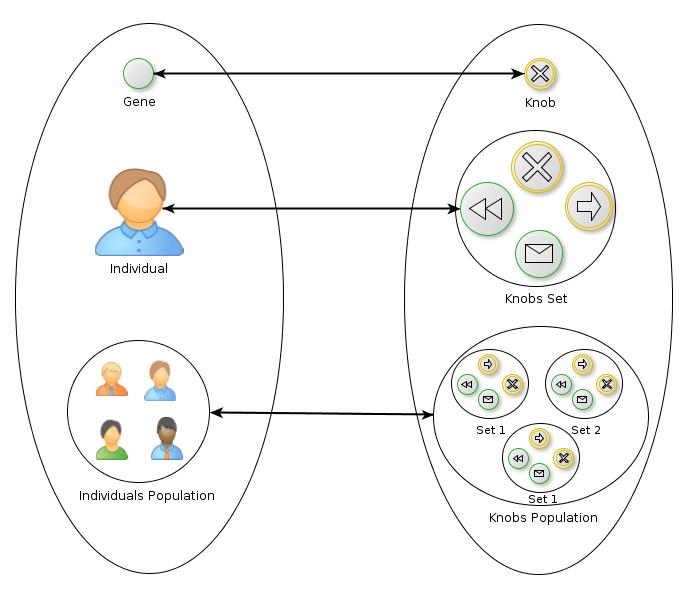 Gene
Knob
Individual
Knobs Set
Set 1
Set 2
Set 1
Individuals Population
Knobs Population